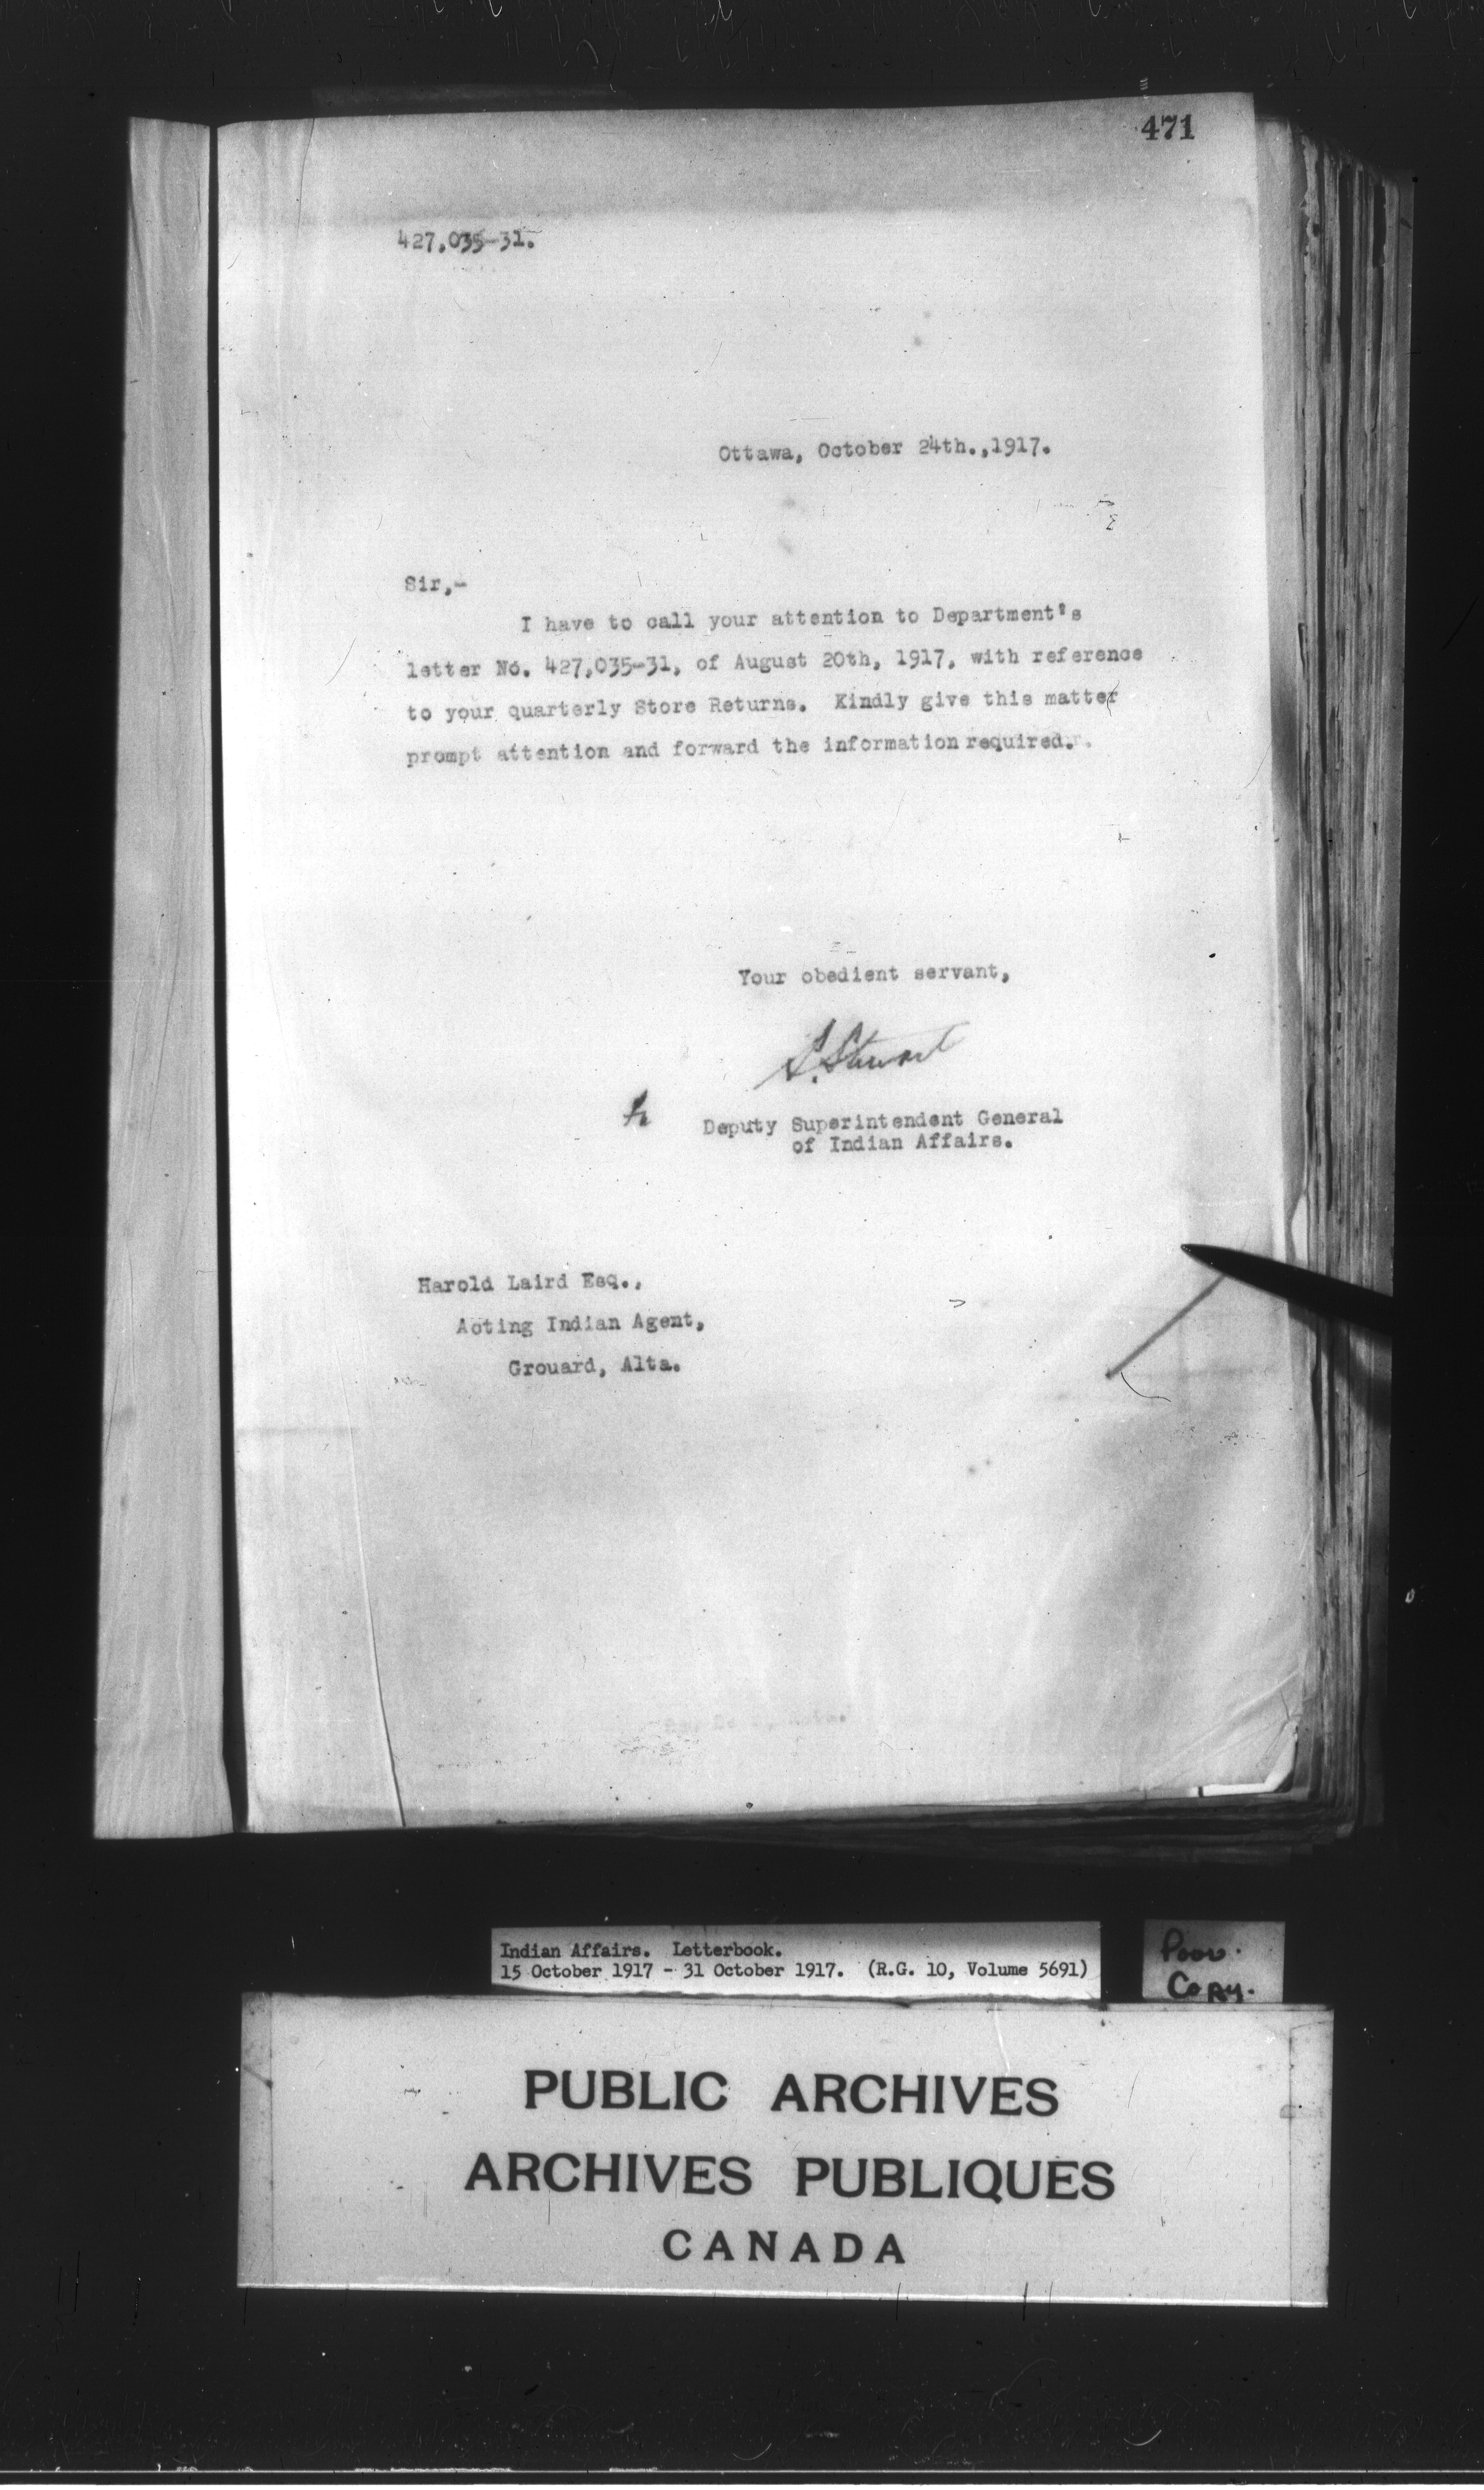 471
427,035-31.
Ottawa, October 24th.,1917.
Sir,-
I have to call your attention to Department's
letter No. 427,035-31, of August 20th, 1917, with reference
to your quarterly Store Returns. Kindly give this matter
prompt attention and forward the information required.
Your obedient servant,
S. Stewart
Deputy Superintendent General
of Indian Affairs.
Harold Laird Esq.,
Acting Indian Agent,
Grouard, Alta.
Indian Affairs. Letterbook.
15 October 1917 - 31 October 1917. (R.G. 10, Volume 5691)
Poor.
Copy.
PUBLIC ARCHIVES
ARCHIVES PUBLIQUES
CANADA